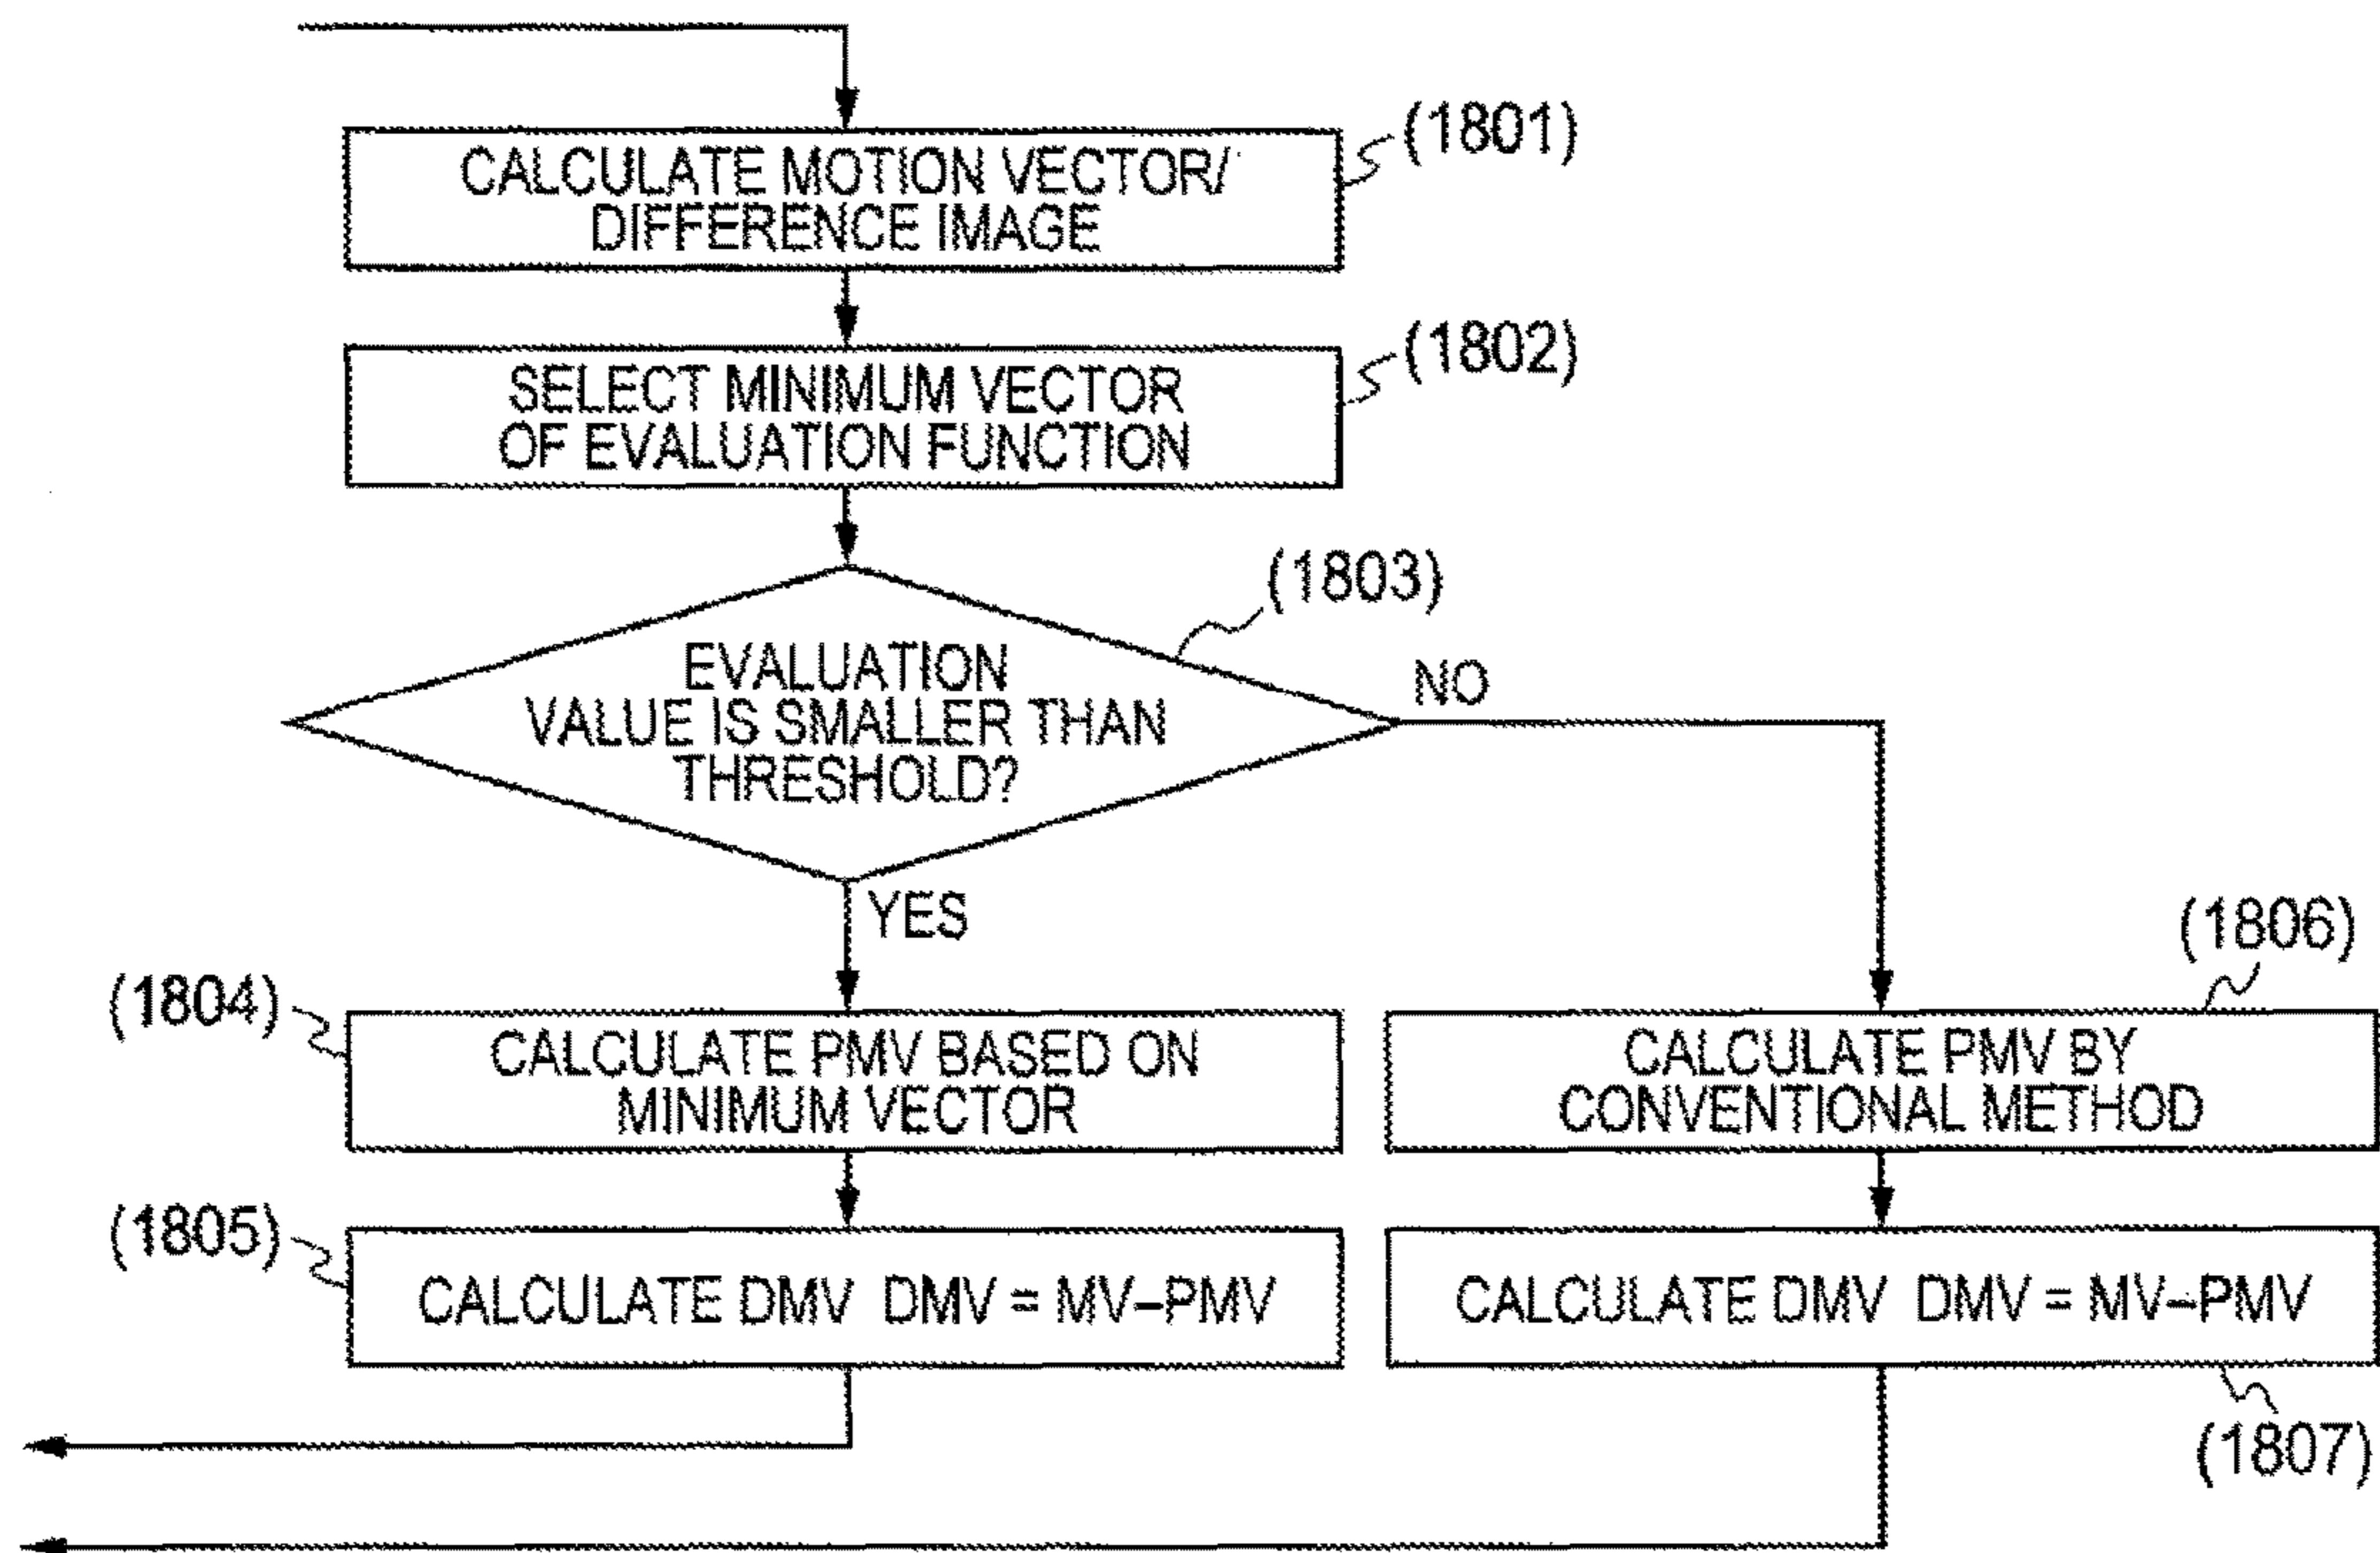 (1801)
CALCULATE MOTION VECTOR/
DIFFERENCE IMAGE
(1802)
SELECT MINIMUM VECTOR
OF EVALUATION FUNCTION
(1803)
EVALUATION
VALUE IS SMALLER THAN
THRESHOLD?
NO
YES
(1804)
CALCULATE PMV BASED ON
MINIMUM VECTOR
(1806)
CALCULATE PMV BY
CONVENTIONAL METHOD
(1805)
CALCULATE DMV DMV = MV–PMV
CALCULATE DMV DMV = MV–PMV
(1807)